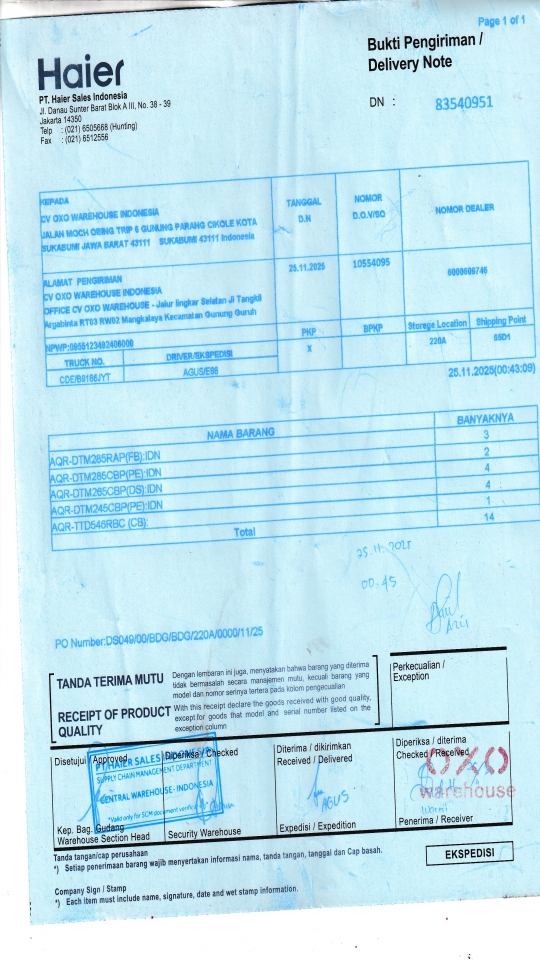 Page 1 of 1
Haier
Bukti Pengiriman /
Delivery Note
PT. Haier Sales Indonesia
Jl. Danau Sunter Barat Blok A III, No. 38 - 39
Jakarta 14350
Telp : (021) 6505668 (Hunting)
Fax : (021) 6512556
DN : 83540951
KEPADA
CV OXO WAREHOUSE INDONESIA
JALAN MOCH OBING TRIP 6 GUNUNG PARANG CIKOLE KOTA
SUKABUMI JAWA BARAT 43111 SUKABUMI 43111 Indonesia
TANGGAL
D.N
NOMOR
D.O.V/SO
NOMOR DEALER
ALAMAT PENGIRIMAN
CV OXO WAREHOUSE INDONESIA
OFFICE CV OXO WAREHOUSE - Jalur lingkar Selatan Jl Tangkil
Argabinta RT03 RW02 Mangkalaya Kecamatan Gunung Guruh
25.11.2025
10554095
NPWP:
PKP
BPKP
Storege Location
Shipping Point
X
220A
TRUCK NO.
DRIVER/EKSPEDISI
CDE/B9166JYT
AGUS/E86
25.11.2025(00:43:09)
NAMA BARANG BANYAKNYA
AQR-DTM285RAP(FB):IDN 3
AQR-DTM285CBP(PE):IDN 2
AQR-DTM265CBP(DS):IDN 4
AQR-DTM245CBP(PE):IDN 4
AQR-TTD546RBC (CB): 1
Total 14
25.11.2025
00.45
PO Number:DS049/00/BDG/BDG/220A/0000/11/25
TANDA TERIMA MUTU
Dengan lembaran ini juga, menyatakan bahwa barang yang diterima
tidak bermasalah secara manajemen mutu, kecuali barang yang
model dan nomor serinya tertera pada kolom pengecualian
RECEIPT OF PRODUCT
QUALITY
With this receipt declare the goods received with good quality,
except for goods that model and serial number listed on the
exception column
Perkecualian /
Exception
Disetujui / Approved
Diperiksa / Checked
Diterima / dikirimkan
Received / Delivered
Diperiksa / diterima
Checked / Received
PT.HAIER SALES INDONESIA
SUPPLY CHAIN MANAGEMENT DEPARTMENT
CENTRAL WAREHOUSE- INDONESIA
*Valid only for SCM document verification
AGUS
OXO
warehouse
Kep. Bag. Gudang
Warehouse Section Head
Security Warehouse
Expedisi / Expedition
Penerima / Receiver
Tanda tangan/cap perusahaan
*) Setiap penerimaan barang wajib menyertakan informasi nama, tanda tangan, tanggal dan Cap basah.
EKSPEDISI
Company Sign / Stamp
*) Each item must include name, signature, date and wet stamp information.